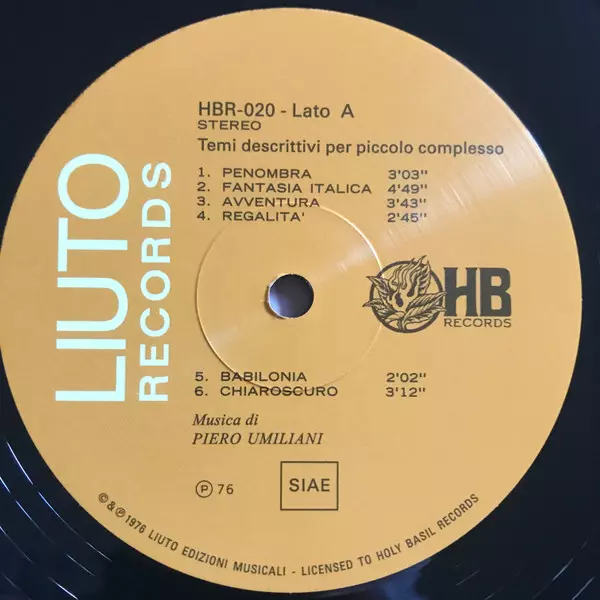 LIUTO
RECORDS
HBR-020 - Lato A
STEREO
Temi descrittivi per piccolo complesso
1. PENOMBRA 3'03"
2. FANTASIA ITALICA 4'49"
3. AVVENTURA 3'43"
4. REGALITA' 2'45"
HB
RECORDS
5. BABILONIA 2'02"
6. CHIAROSCURO 3'12"
Musica di
PIERO UMILIANI
℗ 76
SIAE
©&℗1976 LIUTO EDIZIONI MUSICALI - LICENSED TO HOLY BASIL RECORDS